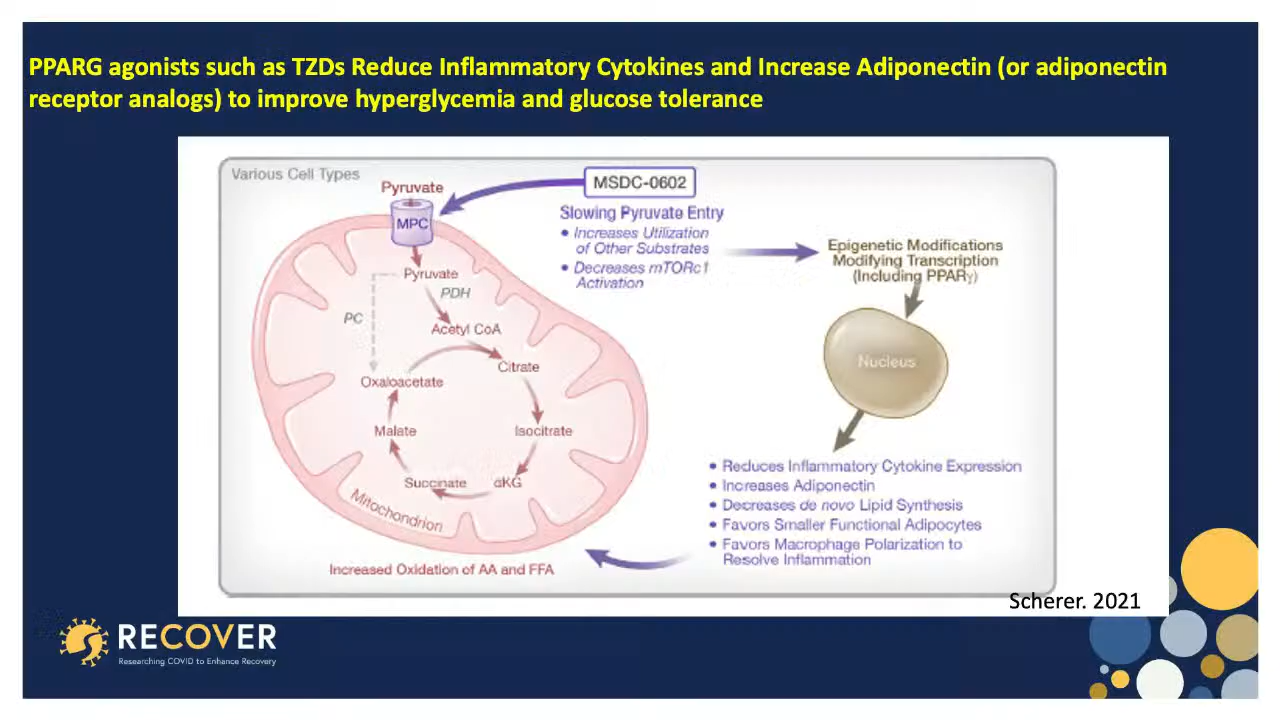 PPARG agonists such as TZDs Reduce Inflammatory Cytokines and Increase Adiponectin (or adiponectin
receptor analogs) to improve hyperglycemia and glucose tolerance
Various Cell Types
Pyruvate
MPC
MSDC-0602
Slowing Pyruvate Entry
• Increases Utilization
of Other Substrates
• Decreases mTORc1
Activation
Epigenetic Modifications
Modifying Transcription
(Including PPARγ)
Nucleus
Pyruvate
PDH
PC
Acetyl CoA
Citrate
Oxaloacetate
Malate
Isocitrate
Succinate
αKG
Mitochondrion
Increased Oxidation of AA and FFA
• Reduces Inflammatory Cytokine Expression
• Increases Adiponectin
• Decreases de novo Lipid Synthesis
• Favors Smaller Functional Adipocytes
• Favors Macrophage Polarization to
Resolve Inflammation
Scherer. 2021
RECOVER
Researching COVID to Enhance Recovery